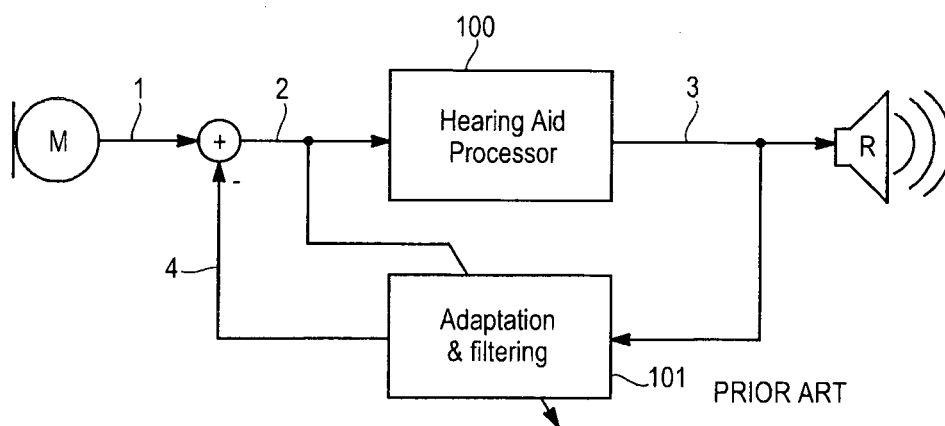 100
1
2
3
M
+
Hearing Aid
Processor
R
-
4
Adaptation
& filtering
101
PRIOR ART